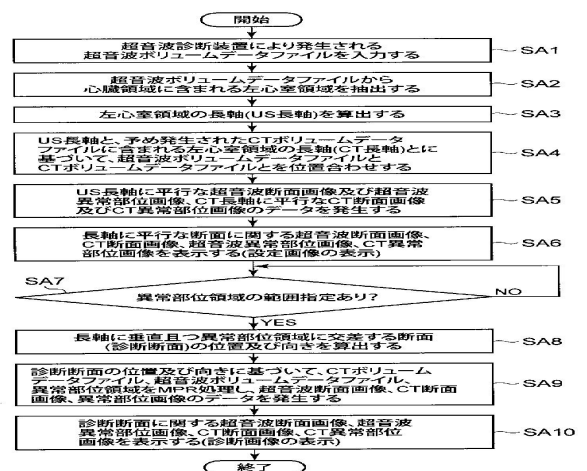 開始
超音波診断装置により発生される
超音波ボリュームデータファイルを入力する
SA1
超音波ボリュームデータファイルから
心臓領域に含まれる左心室領域を抽出する
SA2
左心室領域の長軸(US長軸)を算出する
SA3
US長軸と、予め発生されたCTボリュームデータ
ファイルに含まれる左心室領域の長軸(CT長軸)とに
基づいて、超音波ボリュームデータファイルと
CTボリュームデータファイルとを位置合わせする
SA4
US長軸に平行な超音波断面画像及び超音波
異常部位画像、CT長軸に平行なCT断面画像
及びCT異常部位画像のデータを発生する
SA5
長軸に平行な断面に関する超音波断面画像、
CT断面画像、超音波異常部位画像、CT異常
部位画像を表示する(設定画像の表示)
SA6
SA7
異常部位領域の範囲指定あり?
NO
YES
長軸に垂直且つ異常部位領域に交差する断面
(診断断面)の位置及び向きを算出する
SA8
診断断面の位置及び向きに基づいて、CTボリューム
データファイル、超音波ボリュームデータファイル、
異常部位領域をMPR処理し、超音波断面画像、CT断面
画像、異常部位画像のデータを発生する
SA9
診断断面に関する超音波断面画像、超音波
異常部位画像、CT断面画像、CT異常部位
画像を表示する(診断画像の表示)
SA10
終了